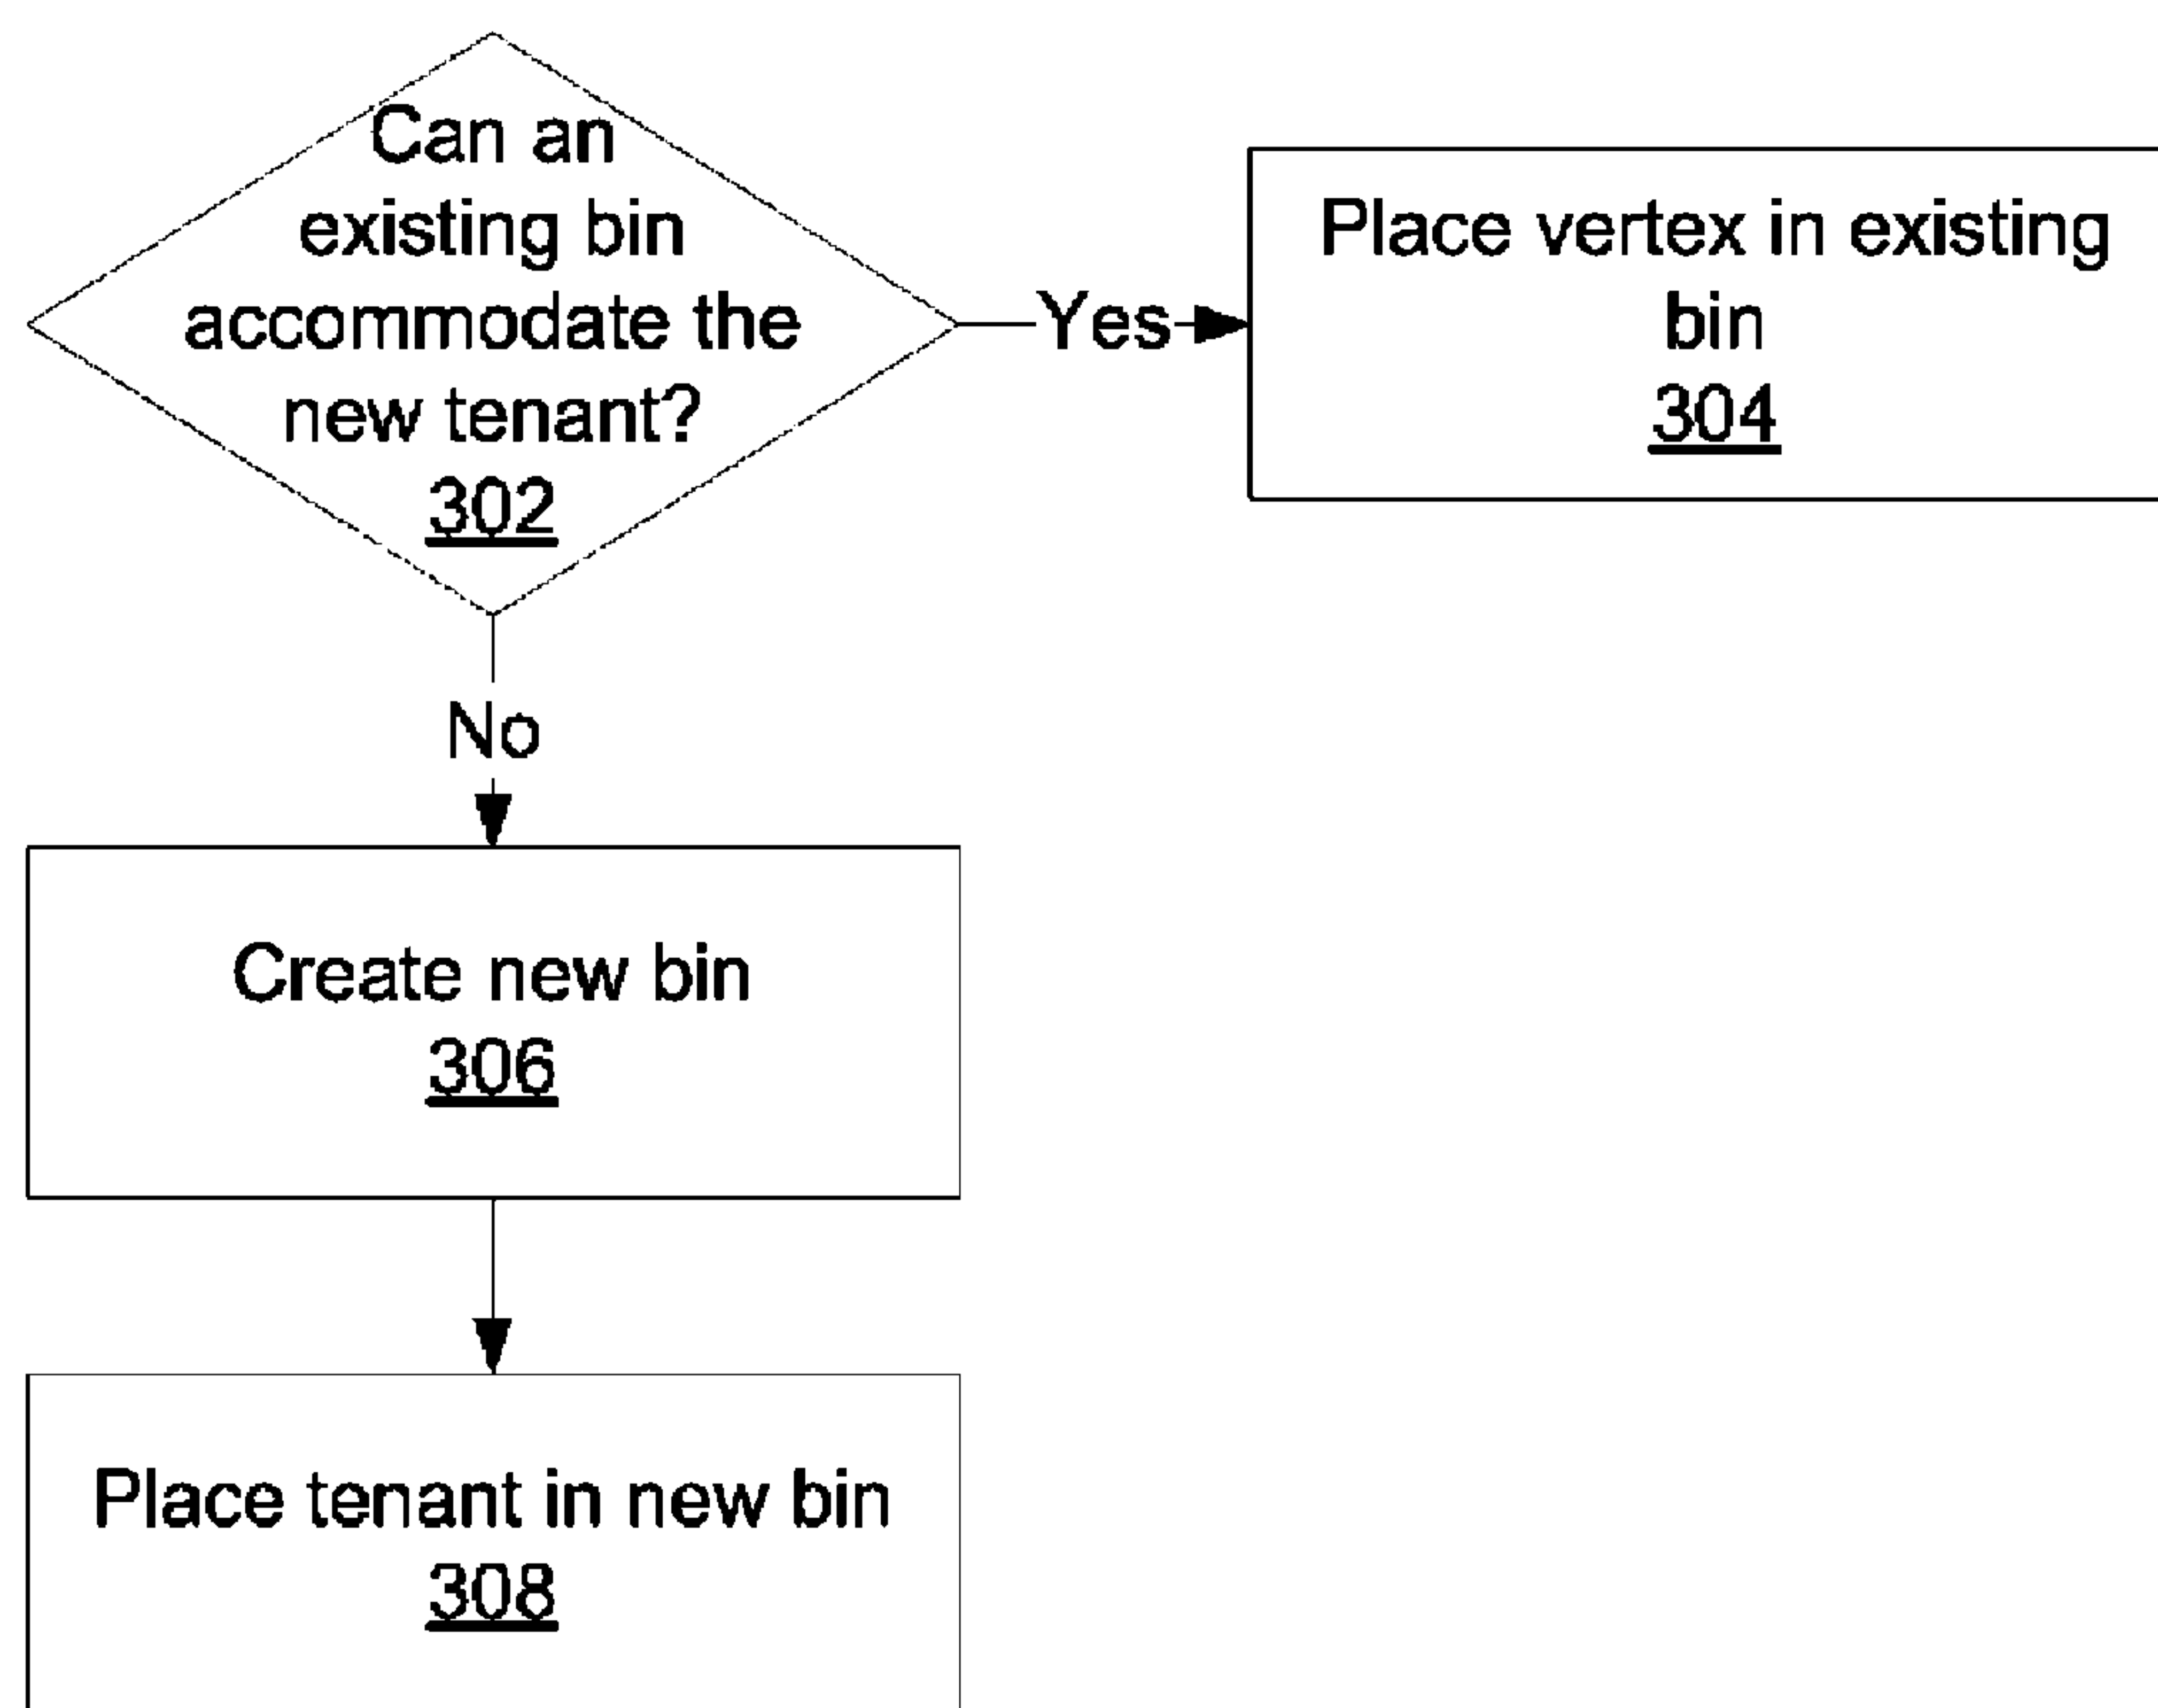 Can an
existing bin
accommodate the
new tenant?
302
Yes
Place vertex in existing
bin
304
No
Create new bin
306
Place tenant in new bin
308